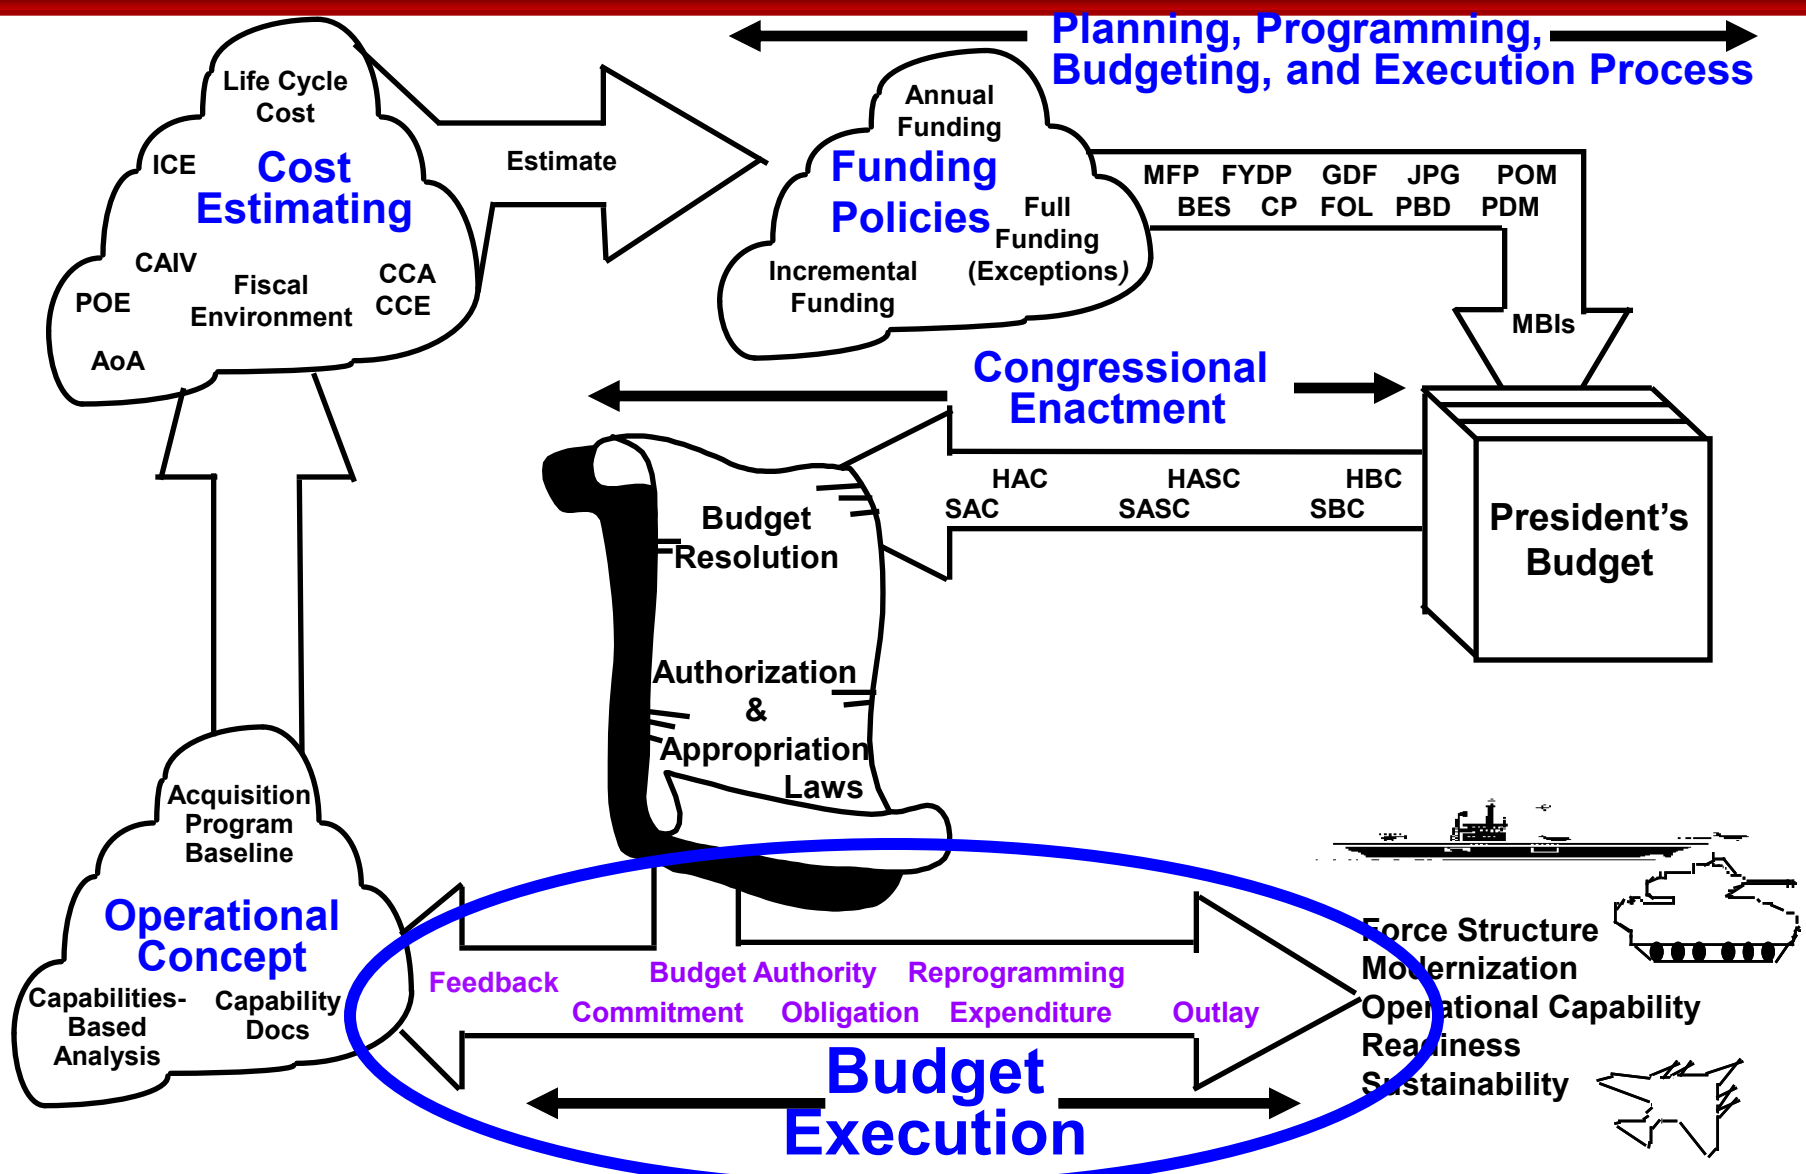 Planning, Programming,
Budgeting, and Execution Process
Life Cycle
Cost
ICE
Cost
Estimating
CAIV
POE
Fiscal
Environment
CCA
CCE
AoA
Estimate
Annual
Funding
Funding
Policies
Full
Funding
(Exceptions)
Incremental
Funding
MFP FYDP GDF JPG POM
BES CP FOL PBD PDM
MBIs
Congressional
Enactment
HAC HASC HBC
SAC SASC SBC
President's
Budget
Budget
Resolution
Authorization
&
Appropriation
Laws
Acquisition
Program
Baseline
Operational
Concept
Capabilities-
Based
Analysis
Capability
Docs
Feedback
Budget Authority Reprogramming
Commitment Obligation Expenditure Outlay
Budget
Execution
Force Structure
Modernization
Operational Capability
Readiness
Sustainability